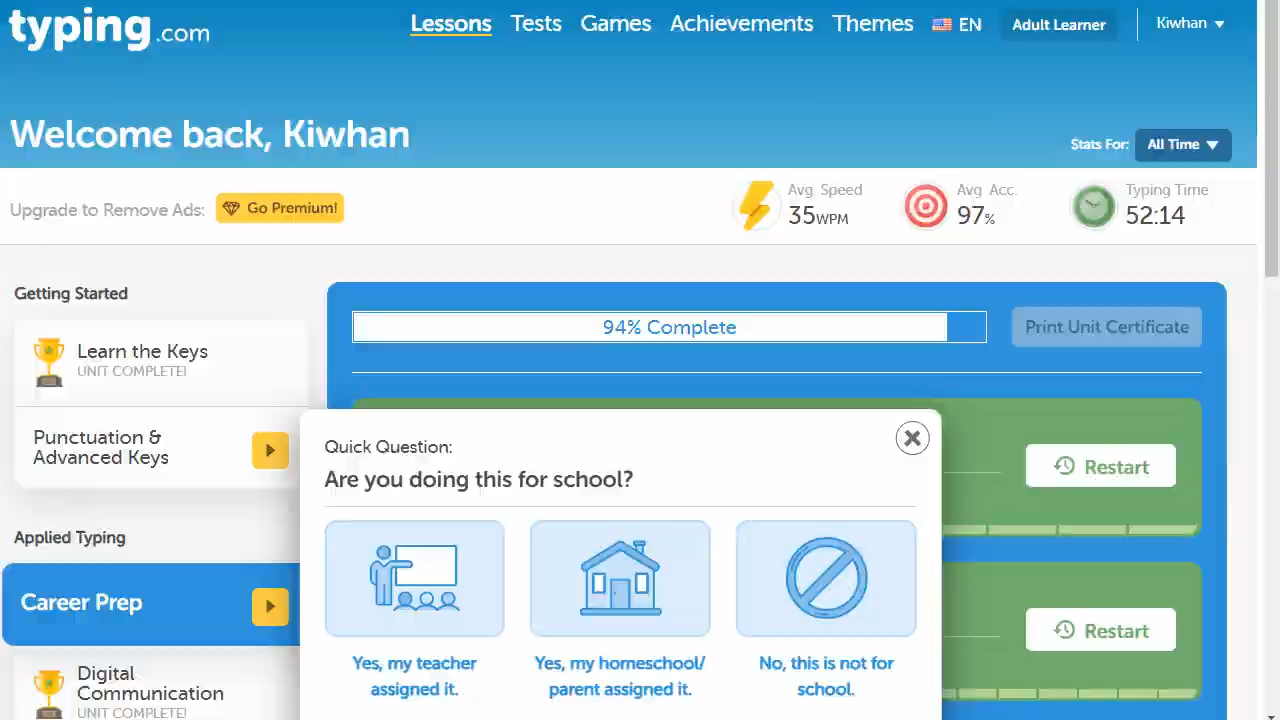 typing.com
Lessons Tests Games Achievements Themes EN Adult Learner Kiwhan
Welcome back, Kiwhan
Stats For: All Time
Upgrade to Remove Ads: Go Premium!
Avg. Speed
35WPM
Avg. Acc.
97%
Typing Time
52:14
Getting Started
Learn the Keys
UNIT COMPLETE!
Punctuation &
Advanced Keys
Applied Typing
Career Prep
Digital
Communication
UNIT COMPLETE!
94% Complete
Print Unit Certificate
Restart
Restart
Quick Question:
Are you doing this for school?
Yes, my teacher
assigned it.
Yes, my homeschool/
parent assigned it.
No, this is not for
school.